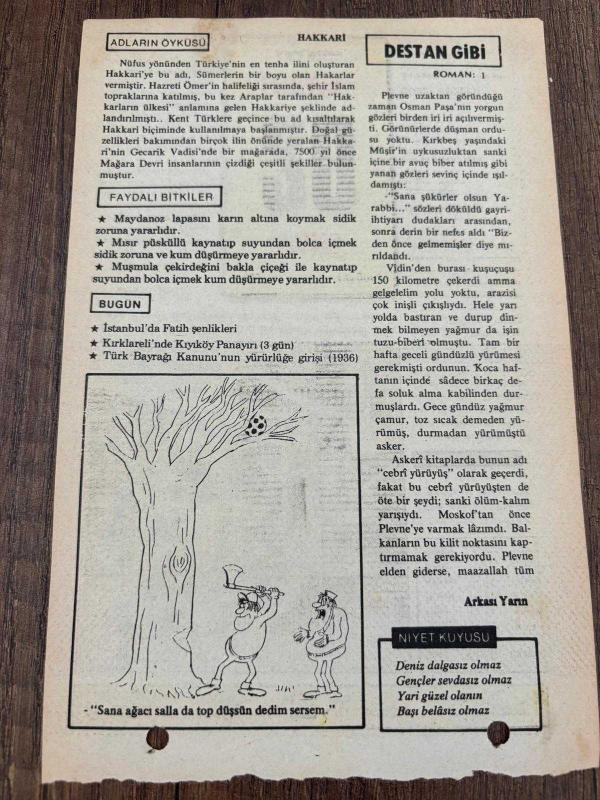 ADLARIN ÖYKÜSÜ
HAKKARİ
Nüfus yönünden Türkiye'nin en tenha ilini oluşturan
Hakkari'ye bu adı, Sümerlerin bir boyu olan Hakarlar
vermiştir. Hazreti Ömer'in halifeliği sırasında, şehir İslam
topraklarına katılmış, bu kez Araplar tarafından "Hak-
karların ülkesi" anlamına gelen Hakkariye şeklinde ad-
landırılmıştı.. Kent Türklere geçince bu ad kısaltılarak
Hakkari biçiminde kullanılmaya başlanmıştır. Doğal gü-
zellikleri bakımından birçok ilin önünde yeralan Hakka-
ri'nin Gecarik Vadisi'nde bir mağarada, 7500 yıl önce
Mağara Devri insanlarının çizdiği çeşitli şekiller bulun-
muştur.
FAYDALI BİTKİLER
★ Maydanoz lapasını karın altına koymak sidik
zoruna yararlıdır.
★ Mısır püsküllü kaynatıp suyundan bolca içmek
sidik zoruna ve kum düşürmeye yararlıdır.
★ Muşmula çekirdeğini bakla çiçeği ile kaynatıp
suyundan bolca içmek kum düşürmeye yararlıdır.
BUGÜN
★ İstanbul'da Fatih şenlikleri
★ Kırklareli'nde Kıyıköy Panayırı (3 gün)
★ Türk Bayrağı Kanunu'nun yürürlüğe girişi (1936)
- "Sana ağacı salla da top düşsün dedim sersem."
DESTAN GİBİ
ROMAN: 1
Plevne uzaktan göründüğü
zaman Osman Paşa'nın yorgun
gözleri birden iri iri açılıvermiş-
ti. Görünürlerde düşman ordu-
su yoktu. Kırkbeş yaşındaki
Müşir'in uykusuzluktan sanki
içine bir avuç biber atılmış gibi
yanan gözleri sevinç içinde ışıl-
damıştı:
-"Sana şükürler olsun Ya-
rabbi..." sözleri döküldü gayri-
ihtiyarı dudakları arasından,
sonra derin bir nefes aldı "Biz-
den önce gelmemişler diye mı-
rıldandı.
Vidin'den burası kuşuçuşu
150 kilometre çekerdi amma
gelgelelim yolu yoktu, arazisi
çok inişli çıkışlıydı. Hele yarı
yolda bastıran ve durup din-
mek bilmeyen yağmur da işin
tuzu-biberi olmuştu. Tam bir
hafta geceli gündüzlü yürümesi
gerekmişti ordunun. Koca haf-
tanın içinde sâdece birkaç de-
fa soluk alma kabilinden dur-
muşlardı. Gece gündüz yağmur
çamur, toz sıcak demeden yü-
rümüş, durmadan yürümüştü
asker.
Askerî kitaplarda bunun adı
"cebrî yürüyüş" olarak geçerdi,
fakat bu cebrî yürüyüşten de
öte bir şeydi; sanki ölüm-kalım
yarışıydı. Moskof'tan önce
Plevne'ye varmak lâzımdı. Bal-
kanların bu kilit noktasını kap-
tırmamak gerekiyordu. Plevne
elden giderse, maazallah tüm
Arkası Yarın
NİYET KUYUSU
Deniz dalgasız olmaz
Gençler sevdasız olmaz
Yari güzel olanın
Başı belâsız olmaz